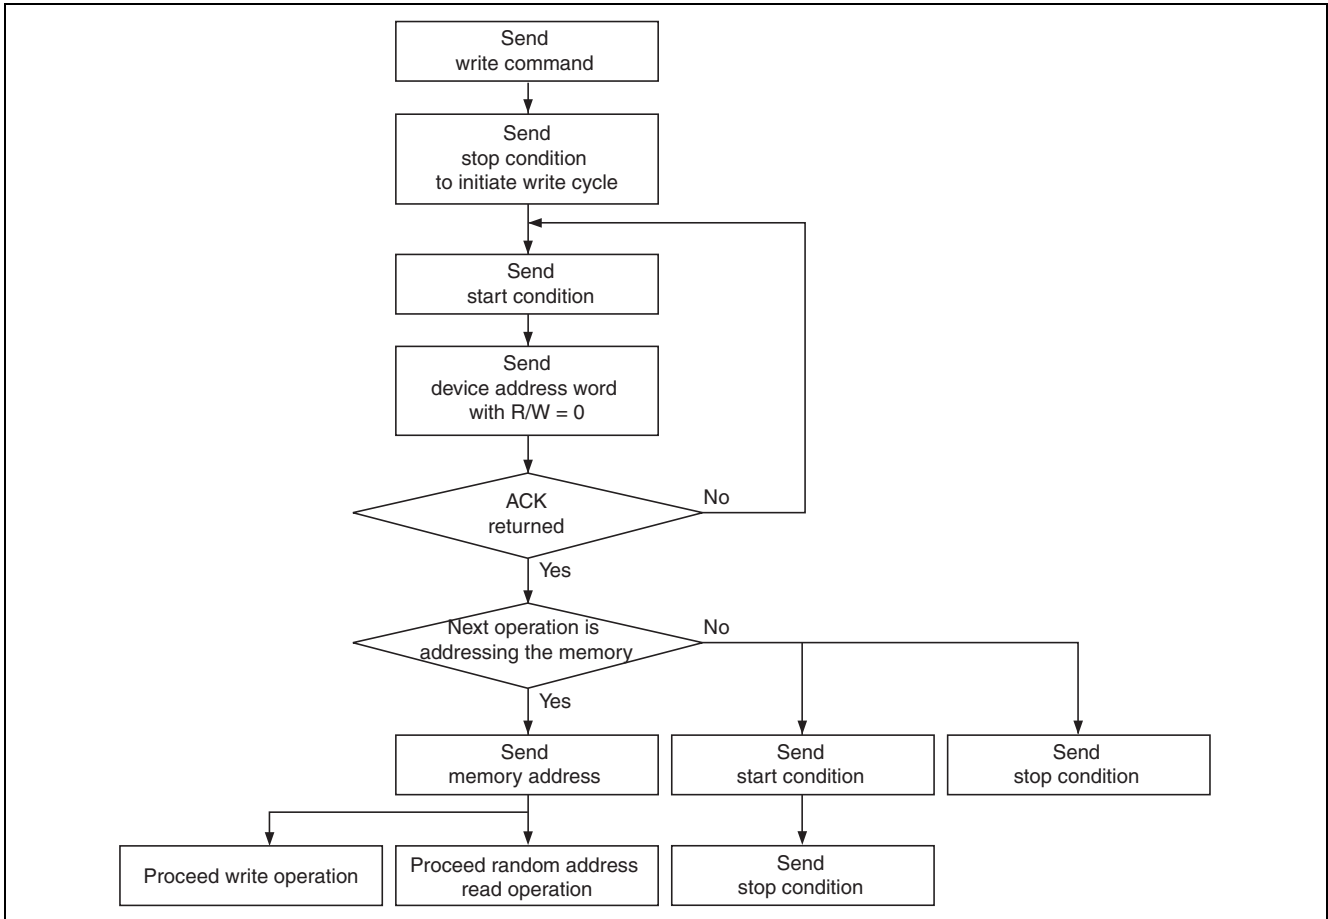 Send
write command
Send
stop condition
to initiate write cycle
Send
start condition
Send
device address word
with R/W = 0
ACK
returned
No
Yes
Next operation is
addressing the memory
No
Yes
Send
memory address
Send
start condition
Send
stop condition
Proceed write operation
Proceed random address
read operation
Send
stop condition